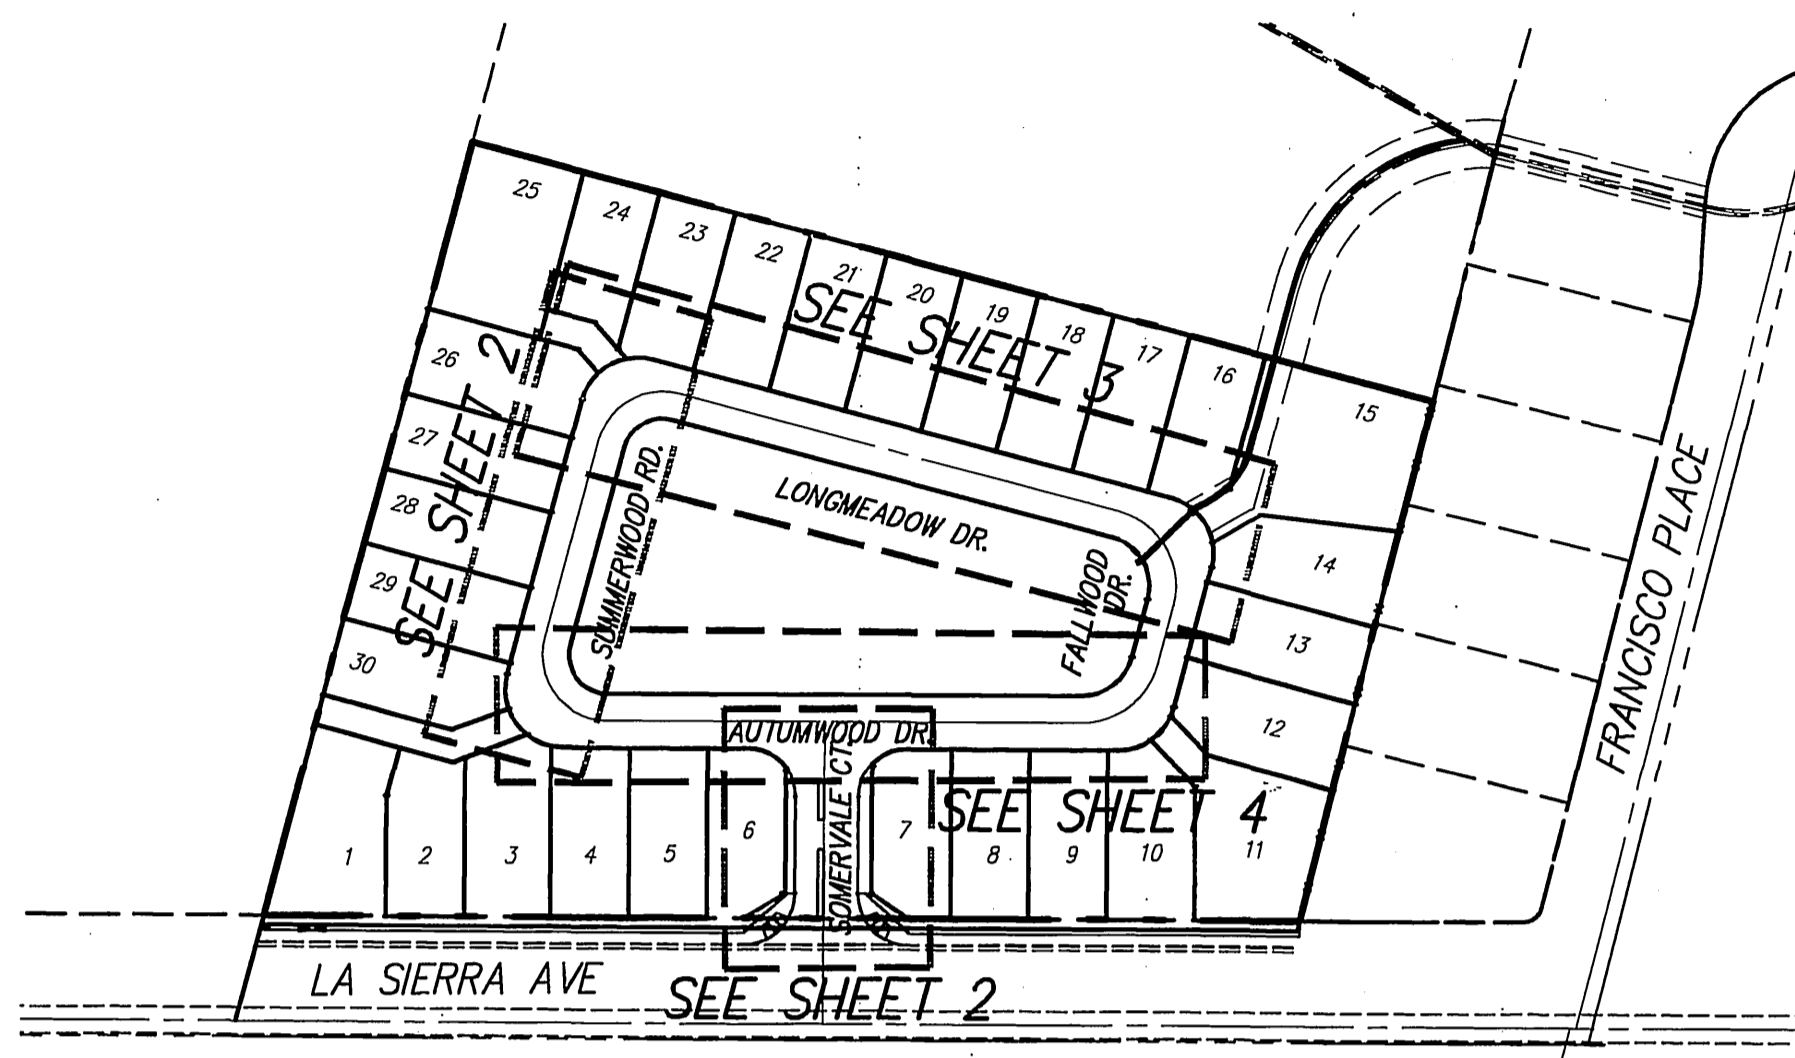 25
24
23
22
21
20
19
18
17
16
15
SEE SHEET 3
26
27
28
29
30
SEE SHEET 2
SUMMERWOOD RD.
LONGMEADOW DR.
FALLWOOD
DR.
14
13
12
FRANCISCO PLACE
AUTUMWOOD DR.
SOMERVALE CT.
SEE SHEET 4
1
2
3
4
5
6
7
8
9
10
11
LA SIERRA AVE
SEE SHEET 2